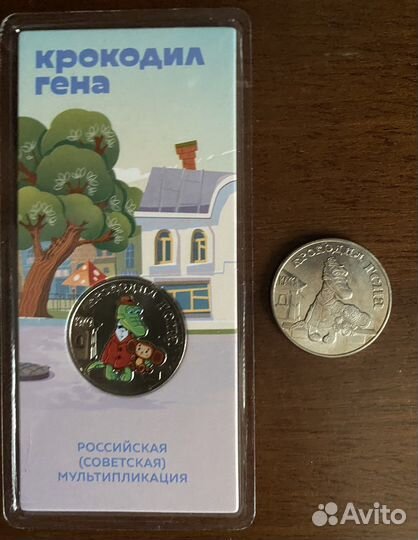 крокодил
гена
КРОКОДИЛ ГЕНА
КРОКОДИЛ ГЕНА
РОССИЙСКАЯ
(СОВЕТСКАЯ)
МУЛЬТИПЛИКАЦИЯ
Avito